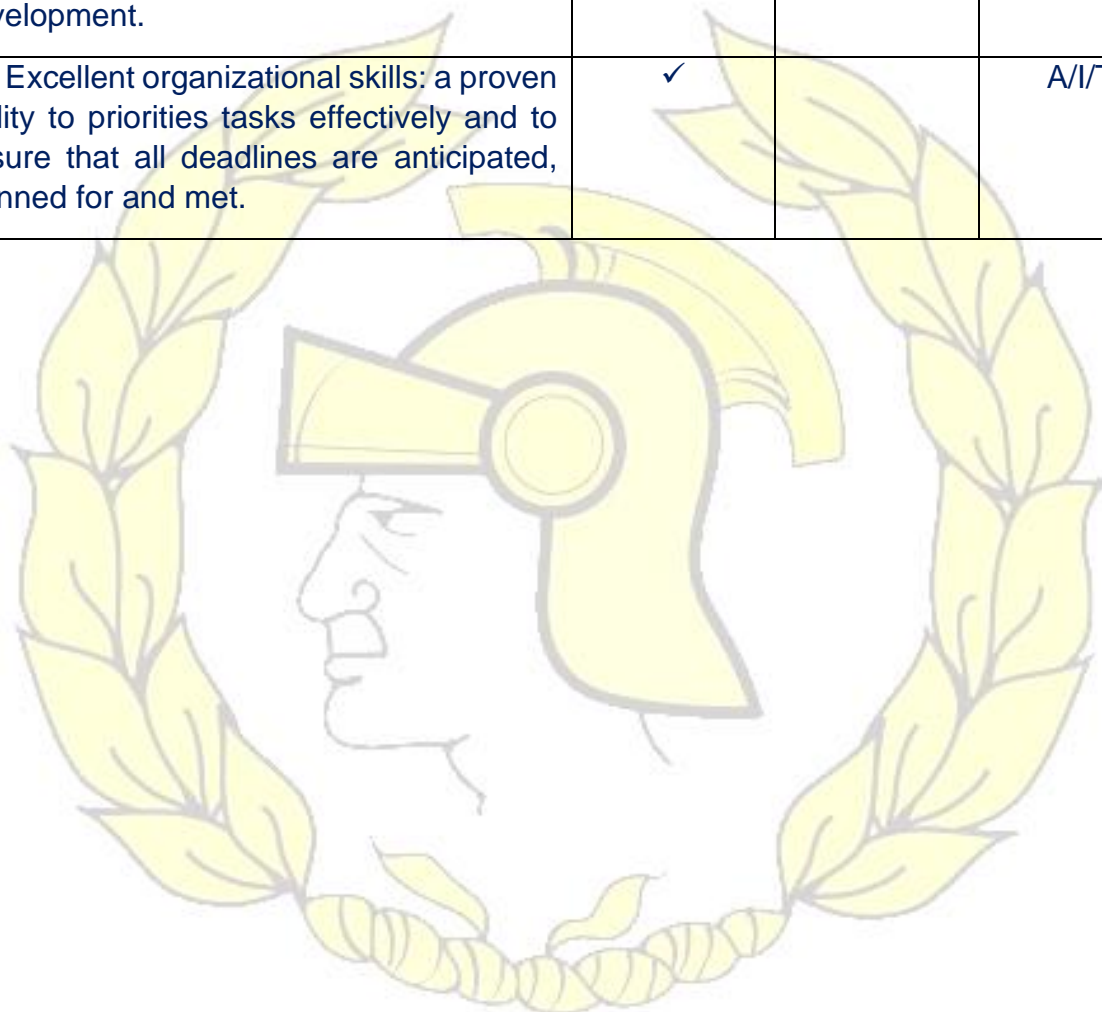 velopment.
Excellent organizational skills: a proven ✓ A/I/T
lity to priorities tasks effectively and to
sure that all deadlines are anticipated,
nned for and met.